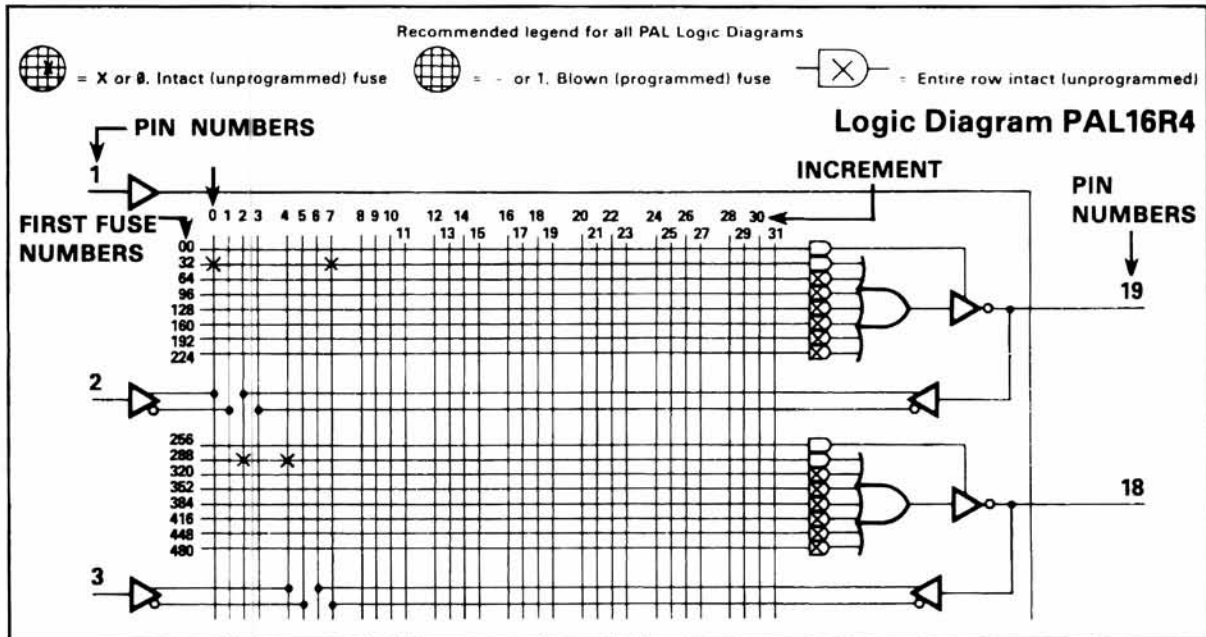 Recommended legend for all PAL Logic Diagrams
= X or 0, Intact (unprogrammed) fuse = - or 1, Blown (programmed) fuse = Entire row intact (unprogrammed)
Logic Diagram PAL16R4
PIN NUMBERS
1
INCREMENT
PIN
NUMBERS
FIRST FUSE
NUMBERS
0 1 2 3 4 5 6 7 8 9 10 12 14 16 18 20 22 24 26 28 30
11 13 15 17 19 21 23 25 27 29 31
00
32
64
96
128
160
192
224
19
2
256
288
320
352
384
416
448
480
18
3